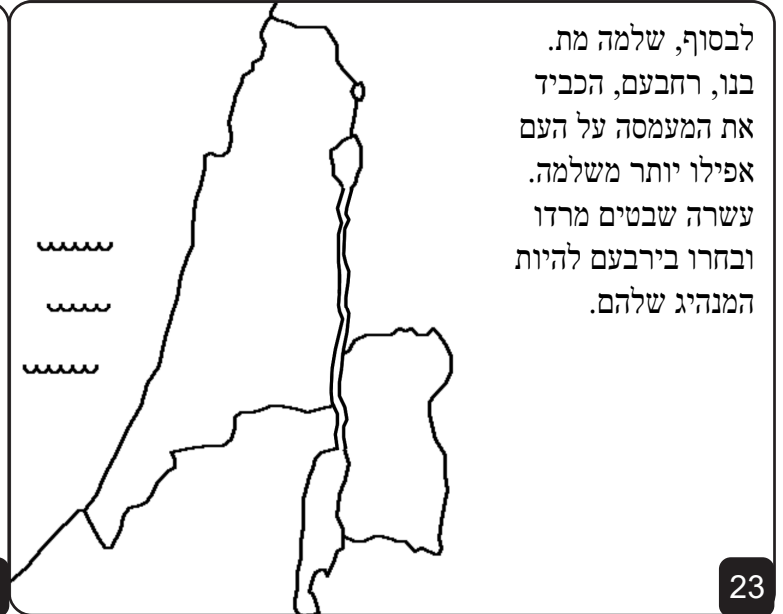 לבסוף, שלמה מת.
בנו, רחבעם, הכביד
את המעמסה על העם
אפילו יותר משלמה.
עשרה שבטים מרדו
ובחרו בירבעם להיות
המנהיג שלהם.
23